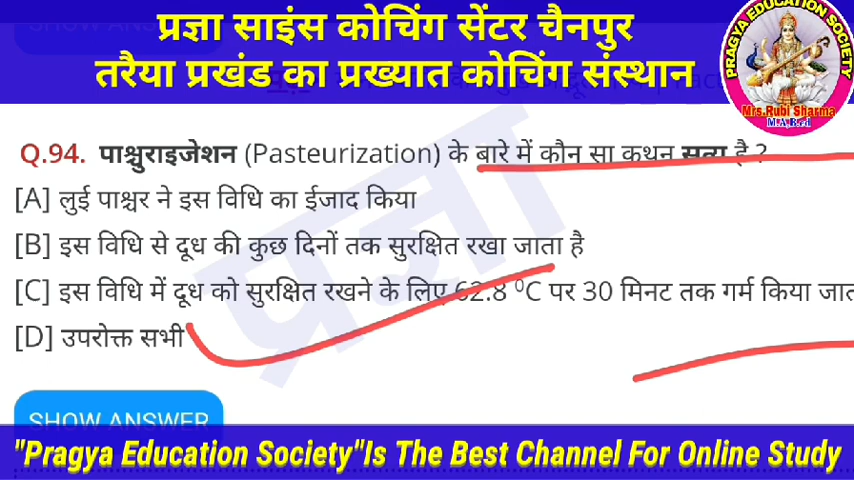 प्रज्ञा साइंस कोचिंग सेंटर चैनपुर
तरैया प्रखंड का प्रख्यात कोचिंग संस्थान
PRAGYA EDUCATION SOCIETY
Mrs.Rubi Sharma
M.A,B.ed
Q.94. पाश्चुराइजेशन (Pasteurization) के बारे में कौन सा कथन सत्य है ?
[A] लुई पाश्चर ने इस विधि का ईजाद किया
[B] इस विधि से दूध की कुछ दिनों तक सुरक्षित रखा जाता है
[C] इस विधि में दूध को सुरक्षित रखने के लिए 62.8 ⁰C पर 30 मिनट तक गर्म किया
[D] उपरोक्त सभी
प्रज्ञा
SHOW ANSWER
"Pragya Education Society"Is The Best Channel For Online Study